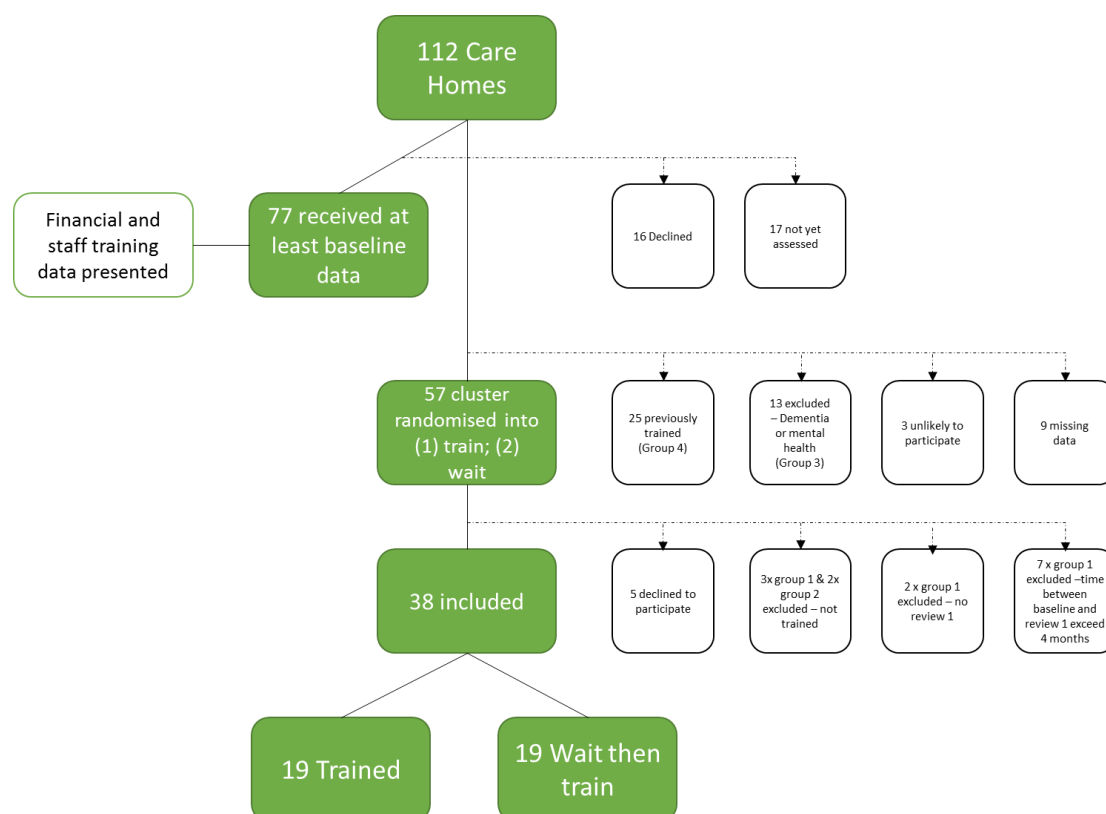 112 Care
Homes
Financial and
staff training
data presented
77 received at
least baseline
data
16 Declined
17 not yet
assessed
57 cluster
randomised into
(1) train; (2)
wait
25 previously
trained
(Group 4)
13 excluded
– Dementia
or mental
health
(Group 3)
3 unlikely to
participate
9 missing
data
38 included
5 declined to
participate
3x group 1 & 2x
group 2
excluded – not
trained
2 x group 1
excluded – no
review 1
7 x group 1
excluded –time
between
baseline and
review 1 exceed
4 months
19 Trained
19 Wait then
train